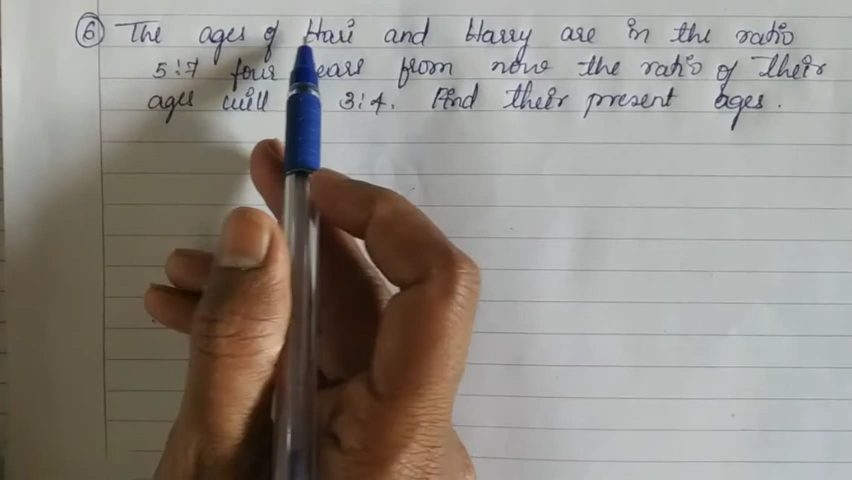 6 The ages of Hari and Harry are in the ratio
5:7 four years from now the ratio of their
ages will 3:4. Find their present ages.